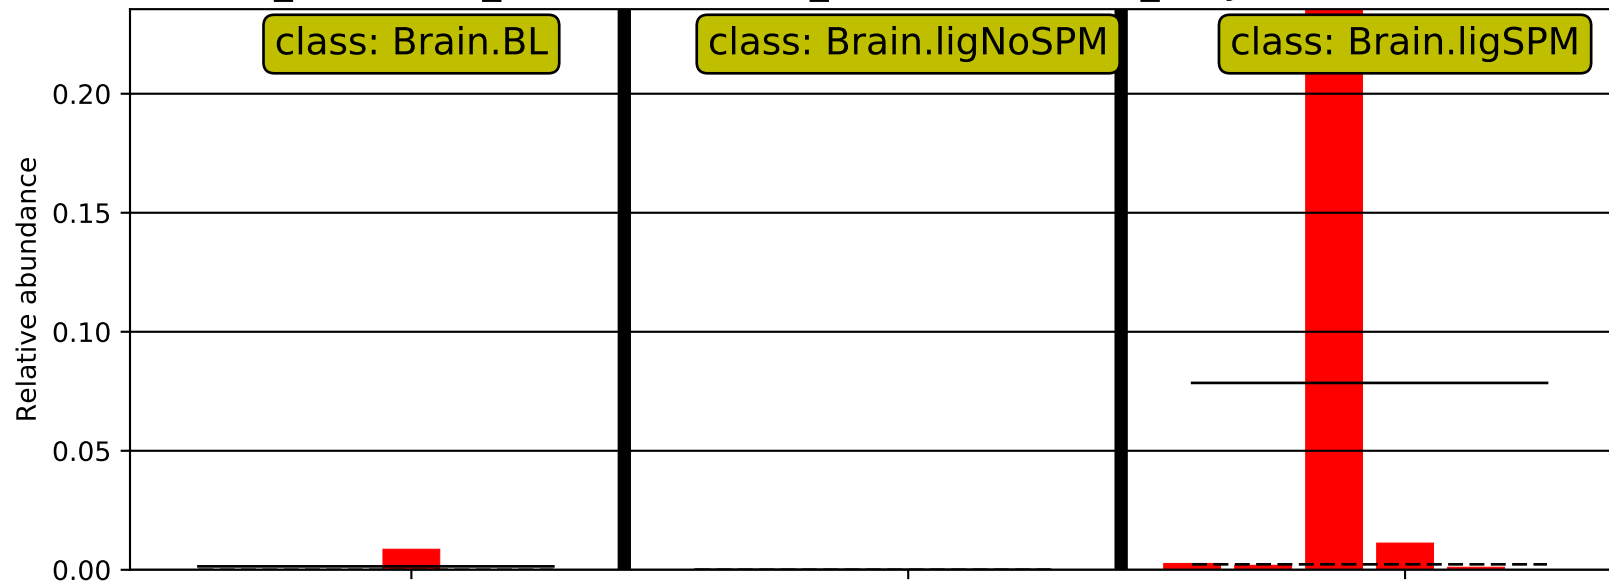 class: Brain.BL
class: Brain.ligNoSPM
class: Brain.ligSPM
0.20
0.15
0.10
0.05
0.00
Relative abundance